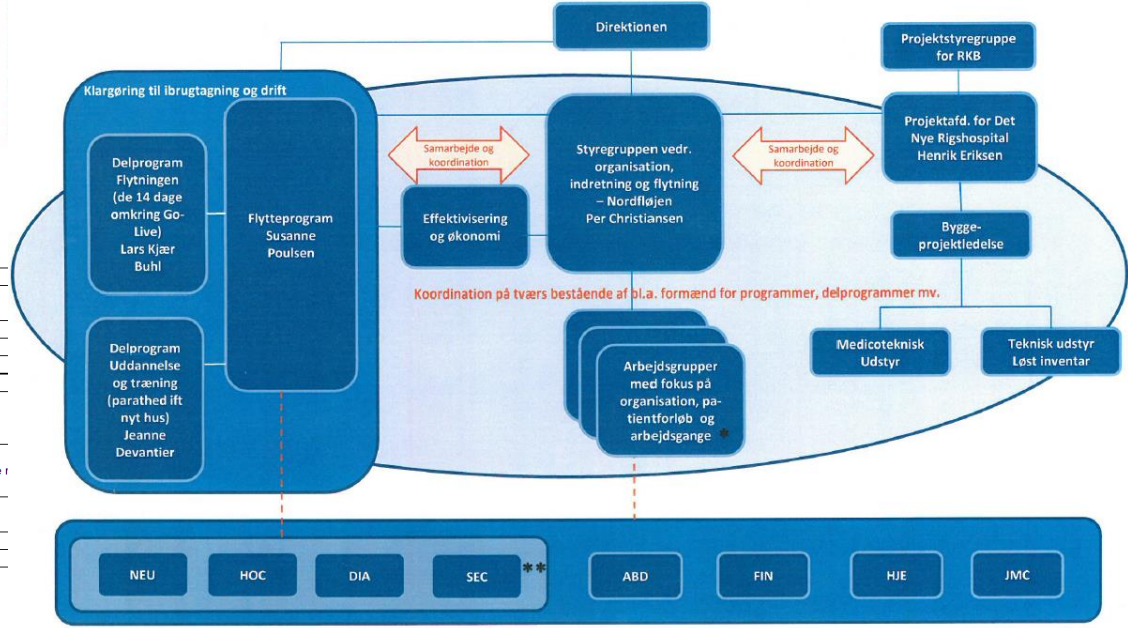 Direktionen
Projektstyregruppe
for RKB
Klargøring til ibrugtagning og drift
Delprogram
Flytningen
(de 14 dage
omkring Go-
Live)
Lars Kjær
Buhl
Flytteprogram
Susanne
Poulsen
Samarbejde og
koordination
Effektivisering
og økonomi
Styregruppen vedr.
organisation,
indretning og flytning
– Nordfløjen
Per Christiansen
Samarbejde og
koordination
Projektafd. for Det
Nye Rigshospital
Henrik Eriksen
Bygge-
projektledelse
Koordination på tværs bestående af bl.a. formænd for programmer, delprogrammer mv.
Medicoteknisk
Udstyr
Teknisk udstyr
Løst inventar
Delprogram
Uddannelse
og træning
(parathed ift
nyt hus)
Jeanne
Devantier
Arbejdsgrupper
med fokus på
organisation, pa-
tientforløb og
arbejdsgange *
NEU
HOC
DIA
SEC
**
ABD
FIN
HJE
JMC